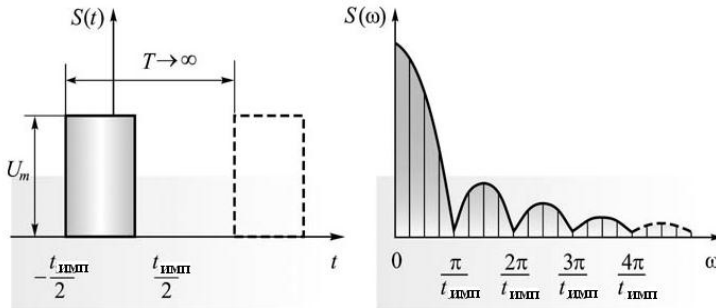 S(t)
T→∞
U_m
-t_имп/2
t_имп/2
t
S(ω)
0
π/t_имп
2π/t_имп
3π/t_имп
4π/t_имп
ω